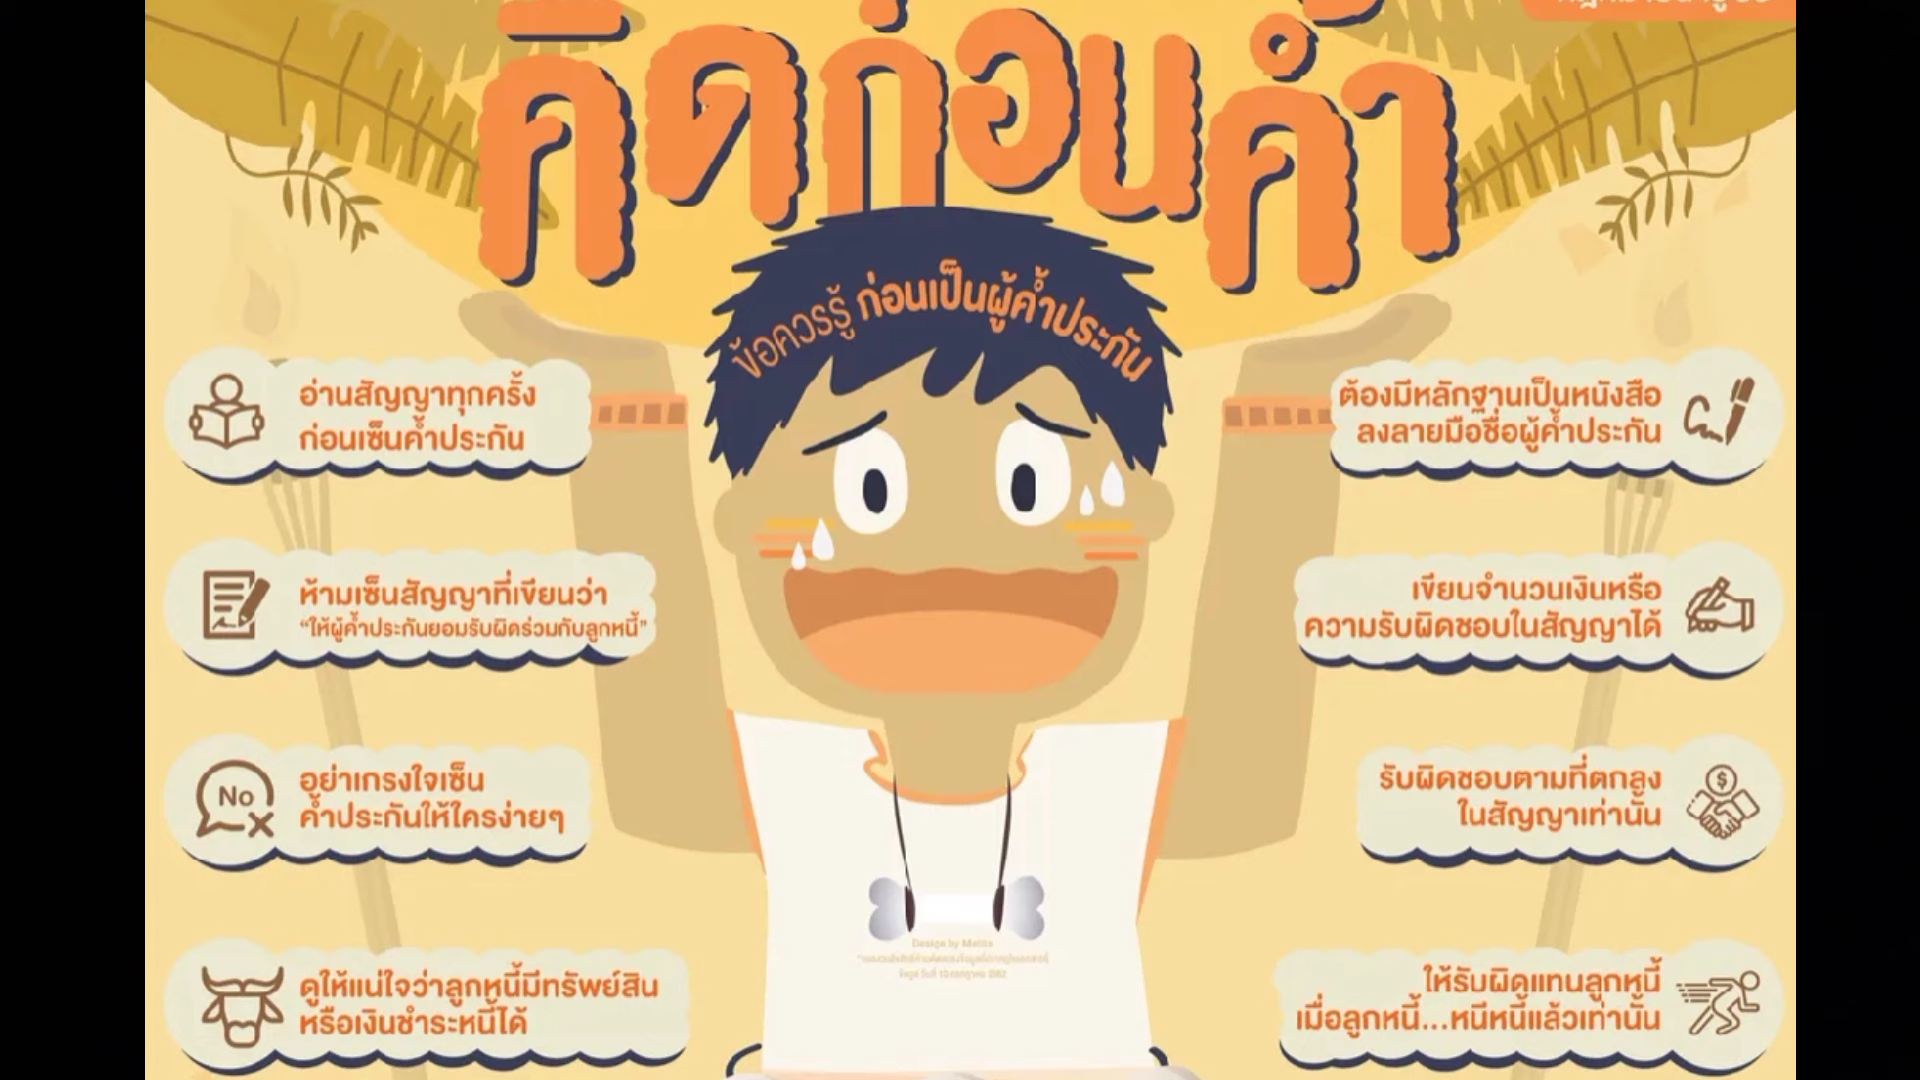 คิดก่อนค้ำ
ข้อควรรู้ ก่อนเป็นผู้ค้ำประกัน
อ่านสัญญาทุกครั้ง
ก่อนเซ็นค้ำประกัน
ห้ามเซ็นสัญญาที่เขียนว่า
“ให้ผู้ค้ำประกันยอมรับผิดร่วมกับลูกหนี้”
No
อย่าเกรงใจเซ็น
ค้ำประกันให้ใครง่ายๆ
ดูให้แน่ใจว่าลูกหนี้มีทรัพย์สิน
หรือเงินชำระหนี้ได้
ต้องมีหลักฐานเป็นหนังสือ
ลงลายมือชื่อผู้ค้ำประกัน
เขียนจำนวนเงินหรือ
ความรับผิดชอบในสัญญาได้
$
รับผิดชอบตามที่ตกลง
ในสัญญาเท่านั้น
ให้รับผิดแทนลูกหนี้
เมื่อลูกหนี้...หนีหนี้แล้วเท่านั้น
Design by